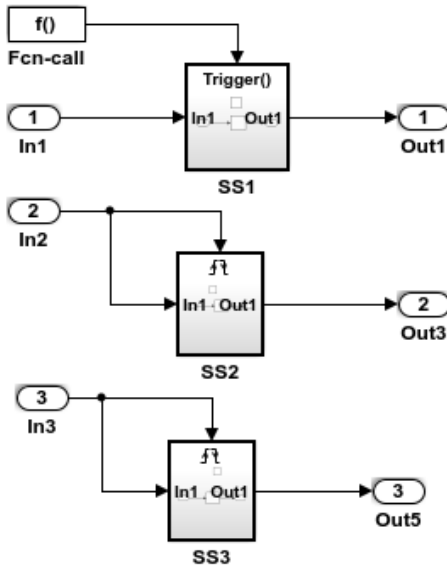 f()
Fcn-call
Trigger()
1
In1
In1 Out1
1
Out1
SS1
2
In2
In1 Out1
2
Out3
SS2
3
In3
In1 Out1
3
Out5
SS3